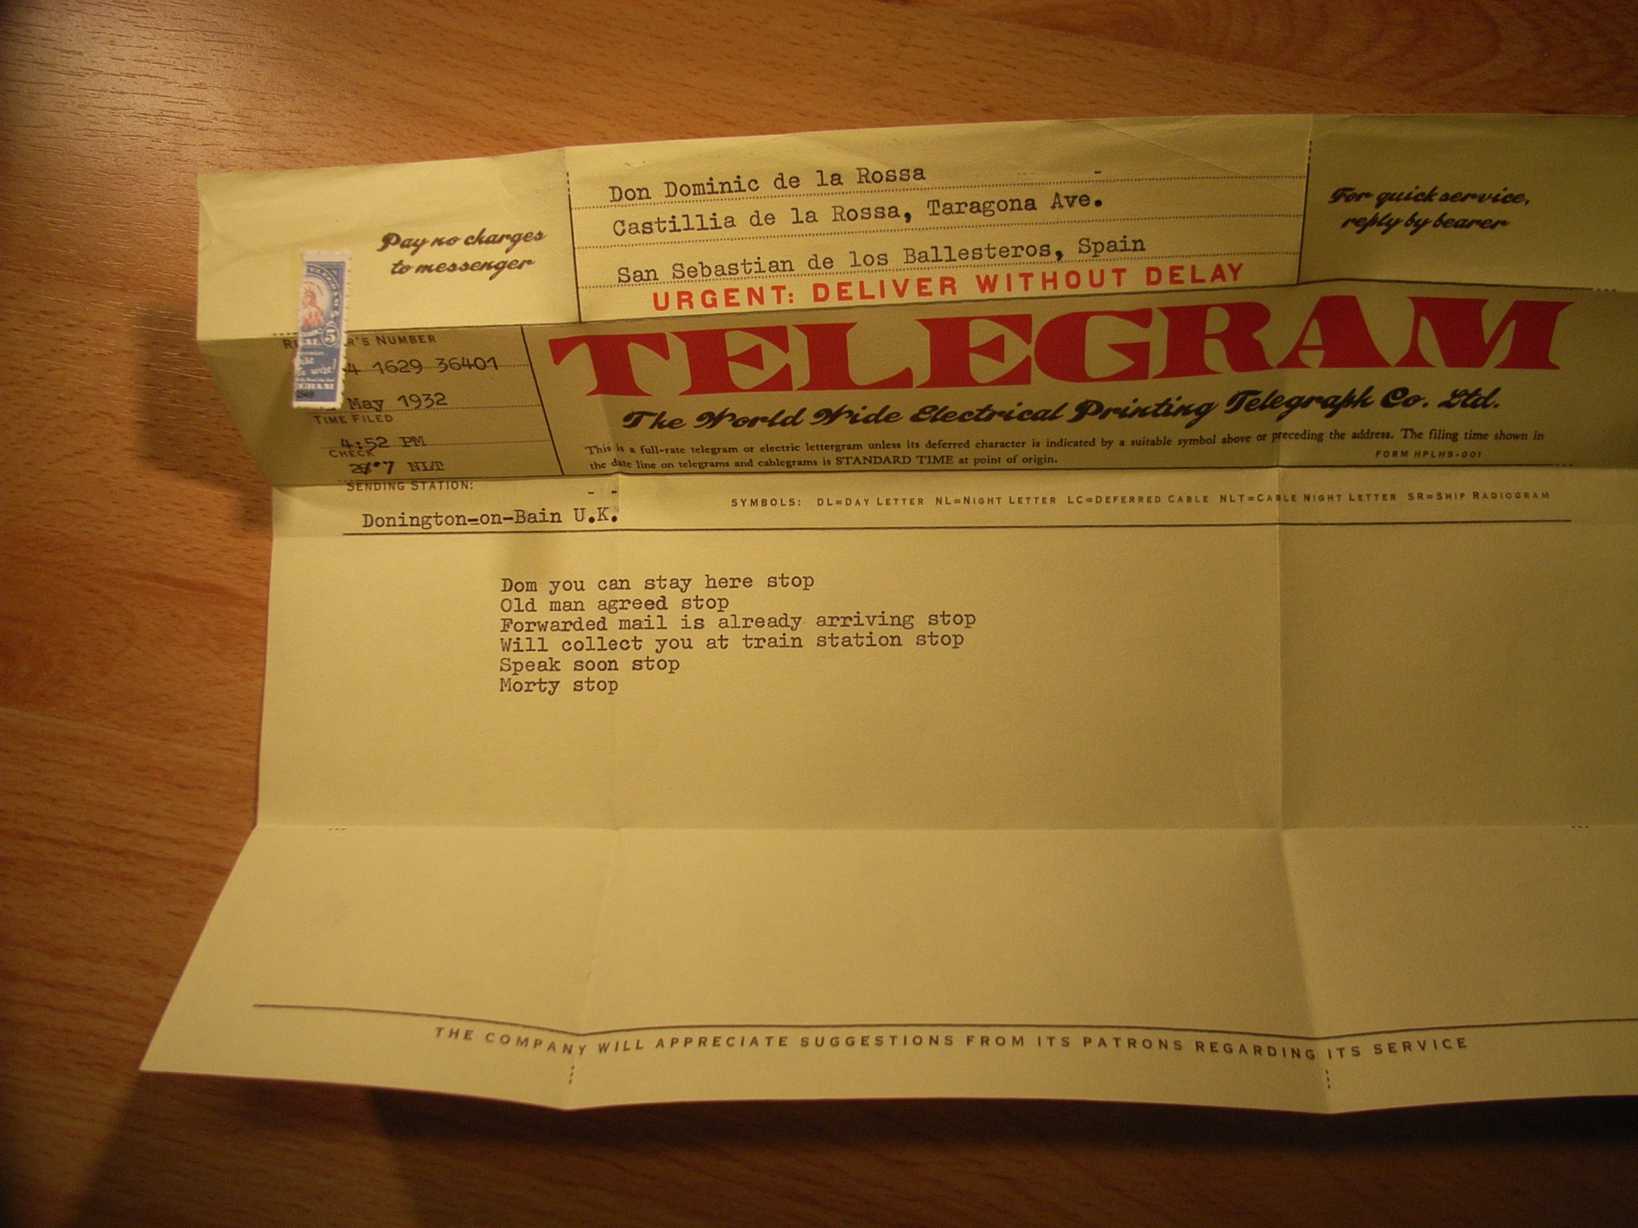 Don Dominic de la Rossa
Castillia de la Rossa, Taragona Ave.
San Sebastian de los Ballesteros, Spain
URGENT: DELIVER WITHOUT DELAY
Pay no charges
to messenger
For quick service,
reply by bearer
TELEGRAM
The World Wide Electrical Printing Telegraph Co. Ltd.
This is a full-rate telegram or electric lettergram unless its deferred character is indicated by a suitable symbol above or preceding the address. The filing time shown in
the date line on telegrams and cablegrams is STANDARD TIME at point of origin.
FORM HPLHS-001
NUMBER
1629 36401
May 1932
TIME FILED
4:52 PM
CHECK
NLT
SENDING STATION:
Donington-on-Bain U.K.
SYMBOLS: DL=DAY LETTER NL=NIGHT LETTER LC=DEFERRED CABLE NLT=CABLE NIGHT LETTER SR=SHIP RADIOGRAM
Dom you can stay here stop
Old man agreed stop
Forwarded mail is already arriving stop
Will collect you at train station stop
Speak soon stop
Morty stop
THE COMPANY WILL APPRECIATE SUGGESTIONS FROM ITS PATRONS REGARDING ITS SERVICE